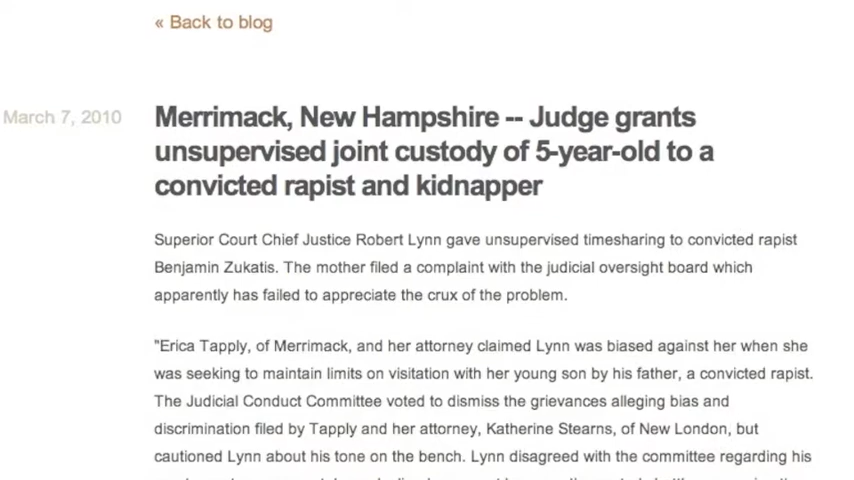 « Back to blog
March 7, 2010
Merrimack, New Hampshire -- Judge grants
unsupervised joint custody of 5-year-old to a
convicted rapist and kidnapper
Superior Court Chief Justice Robert Lynn gave unsupervised timesharing to convicted rapist
Benjamin Zukatis. The mother filed a complaint with the judicial oversight board which
apparently has failed to appreciate the crux of the problem.
"Erica Tapply, of Merrimack, and her attorney claimed Lynn was biased against her when she
was seeking to maintain limits on visitation with her young son by his father, a convicted rapist.
The Judicial Conduct Committee voted to dismiss the grievances alleging bias and
discrimination filed by Tapply and her attorney, Katherine Stearns, of New London, but
cautioned Lynn about his tone on the bench. Lynn disagreed with the committee regarding his